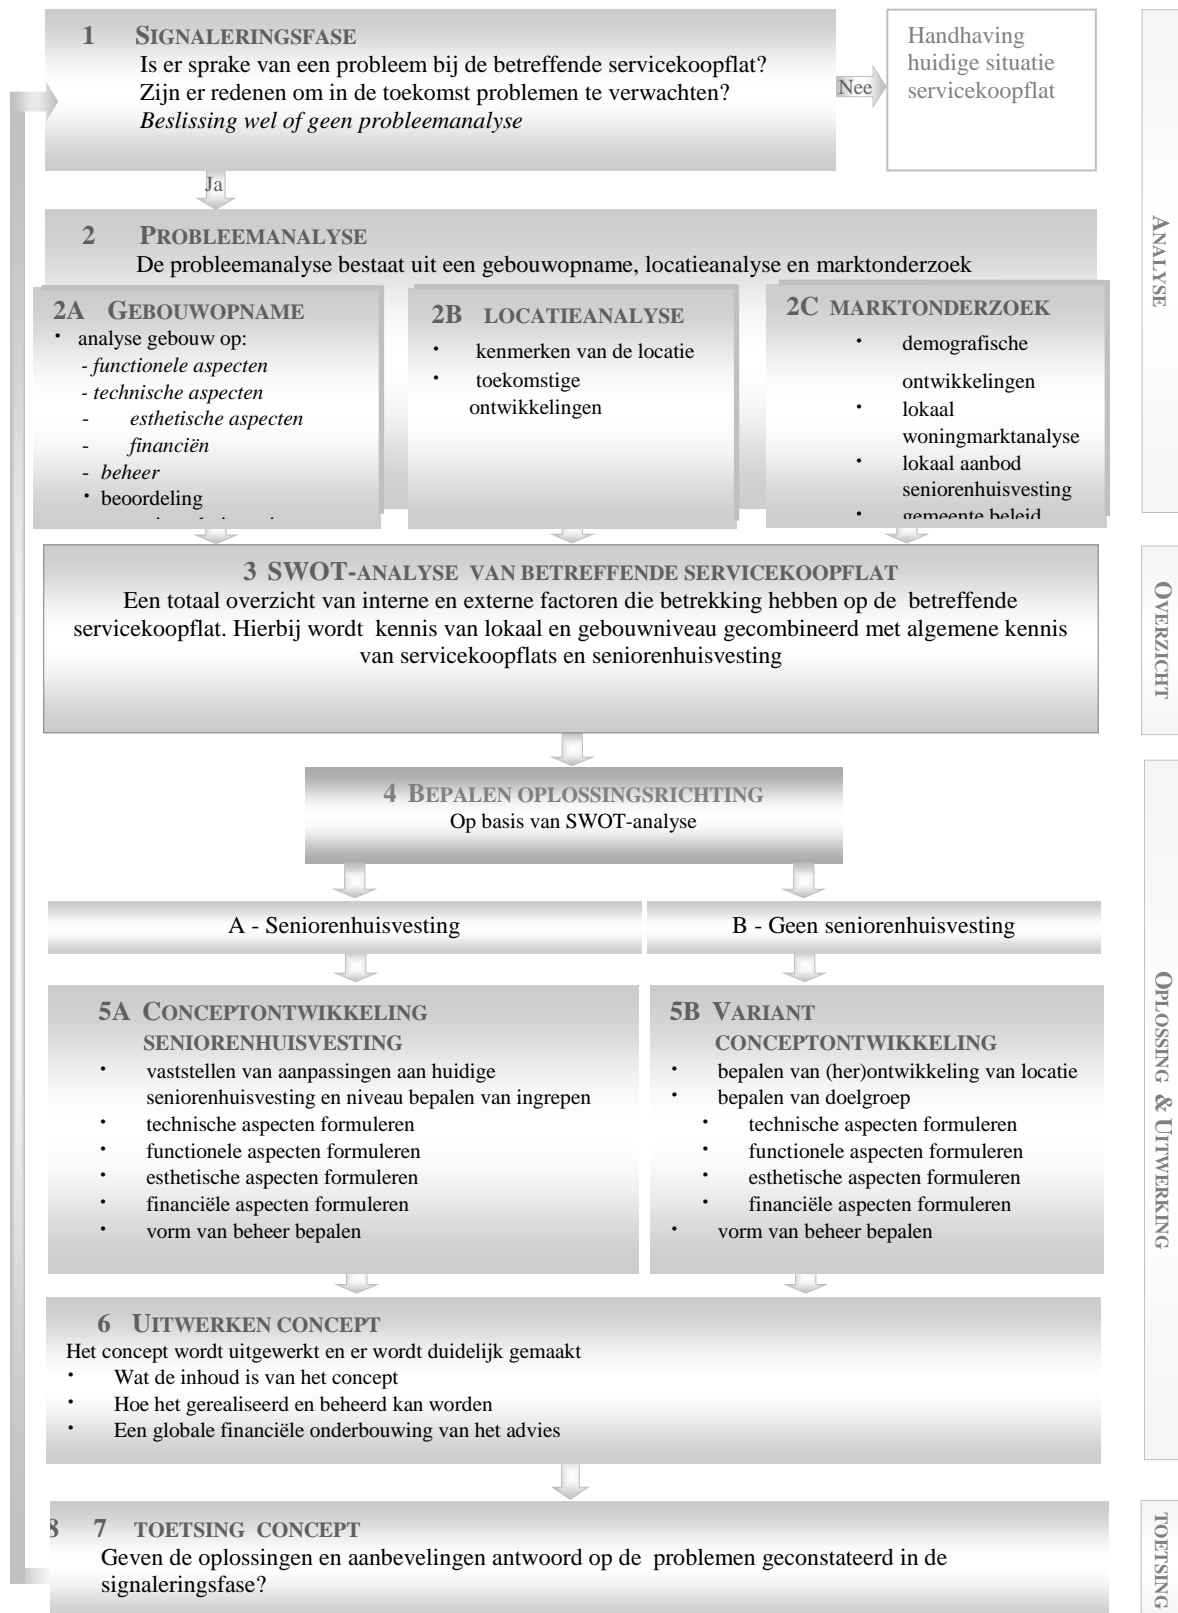 1 SIGNALERINGSFASE
Is er sprake van een probleem bij de betreffende servicekoopflat?
Zijn er redenen om in de toekomst problemen te verwachten?
Beslissing wel of geen probleemanalyse
Nee
Handhaving
huidige situatie
servicekoopflat
Ja
2 PROBLEEMANALYSE
De probleemanalyse bestaat uit een gebouwopname, locatieanalyse en marktonderzoek
2A GEBOUWOPNAME
• analyse gebouw op:
- functionele aspecten
- technische aspecten
- esthetische aspecten
- financiën
- beheer
• beoordeling
2B LOCATIEANALYSE
• kenmerken van de locatie
• toekomstige
ontwikkelingen
2C MARKTONDERZOEK
• demografische
ontwikkelingen
• lokaal
woningmarktanalyse
• lokaal aanbod
seniorenhuisvesting
• gemeente beleid
ANALYSE
3 SWOT-ANALYSE VAN BETREFFENDE SERVICEKOOPFLAT
Een totaal overzicht van interne en externe factoren die betrekking hebben op de betreffende
servicekoopflat. Hierbij wordt kennis van lokaal en gebouwniveau gecombineerd met algemene kennis
van servicekoopflats en seniorenhuisvesting
OVERZICHT
4 BEPALEN OPLOSSINGSRICHTING
Op basis van SWOT-analyse
A - Seniorenhuisvesting
B - Geen seniorenhuisvesting
5A CONCEPTONTWIKKELING
SENIORENHUISVESTING
• vaststellen van aanpassingen aan huidige
seniorenhuisvesting en niveau bepalen van ingrepen
• technische aspecten formuleren
• functionele aspecten formuleren
• esthetische aspecten formuleren
• financiële aspecten formuleren
• vorm van beheer bepalen
5B VARIANT
CONCEPTONTWIKKELING
• bepalen van (her)ontwikkeling van locatie
• bepalen van doelgroep
• technische aspecten formuleren
• functionele aspecten formuleren
• esthetische aspecten formuleren
• financiële aspecten formuleren
• vorm van beheer bepalen
6 UITWERKEN CONCEPT
Het concept wordt uitgewerkt en er wordt duidelijk gemaakt
• Wat de inhoud is van het concept
• Hoe het gerealiseerd en beheerd kan worden
• Een globale financiële onderbouwing van het advies
OPLOSSING & UITWERKING
8 7 TOETSING CONCEPT
Geven de oplossingen en aanbevelingen antwoord op de problemen geconstateerd in de
signaleringsfase?
TOETSING